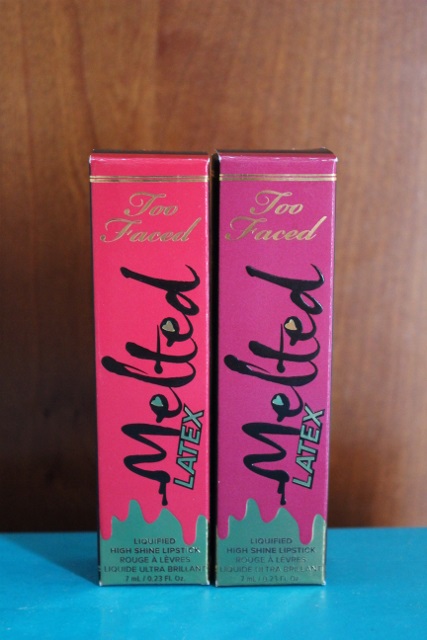 Too
Faced
Melted
LATEX
LIQUIFIED
HIGH SHINE LIPSTICK
ROUGE À LÈVRES
LIQUIDE ULTRA BRILLANT
7 mL / 0.23 Fl. Oz.
Too
Faced
Melted
LATEX
LIQUIFIED
HIGH SHINE LIPSTICK
ROUGE À LÈVRES
LIQUIDE ULTRA BRILLANT
7 mL / 0.23 Fl. Oz.